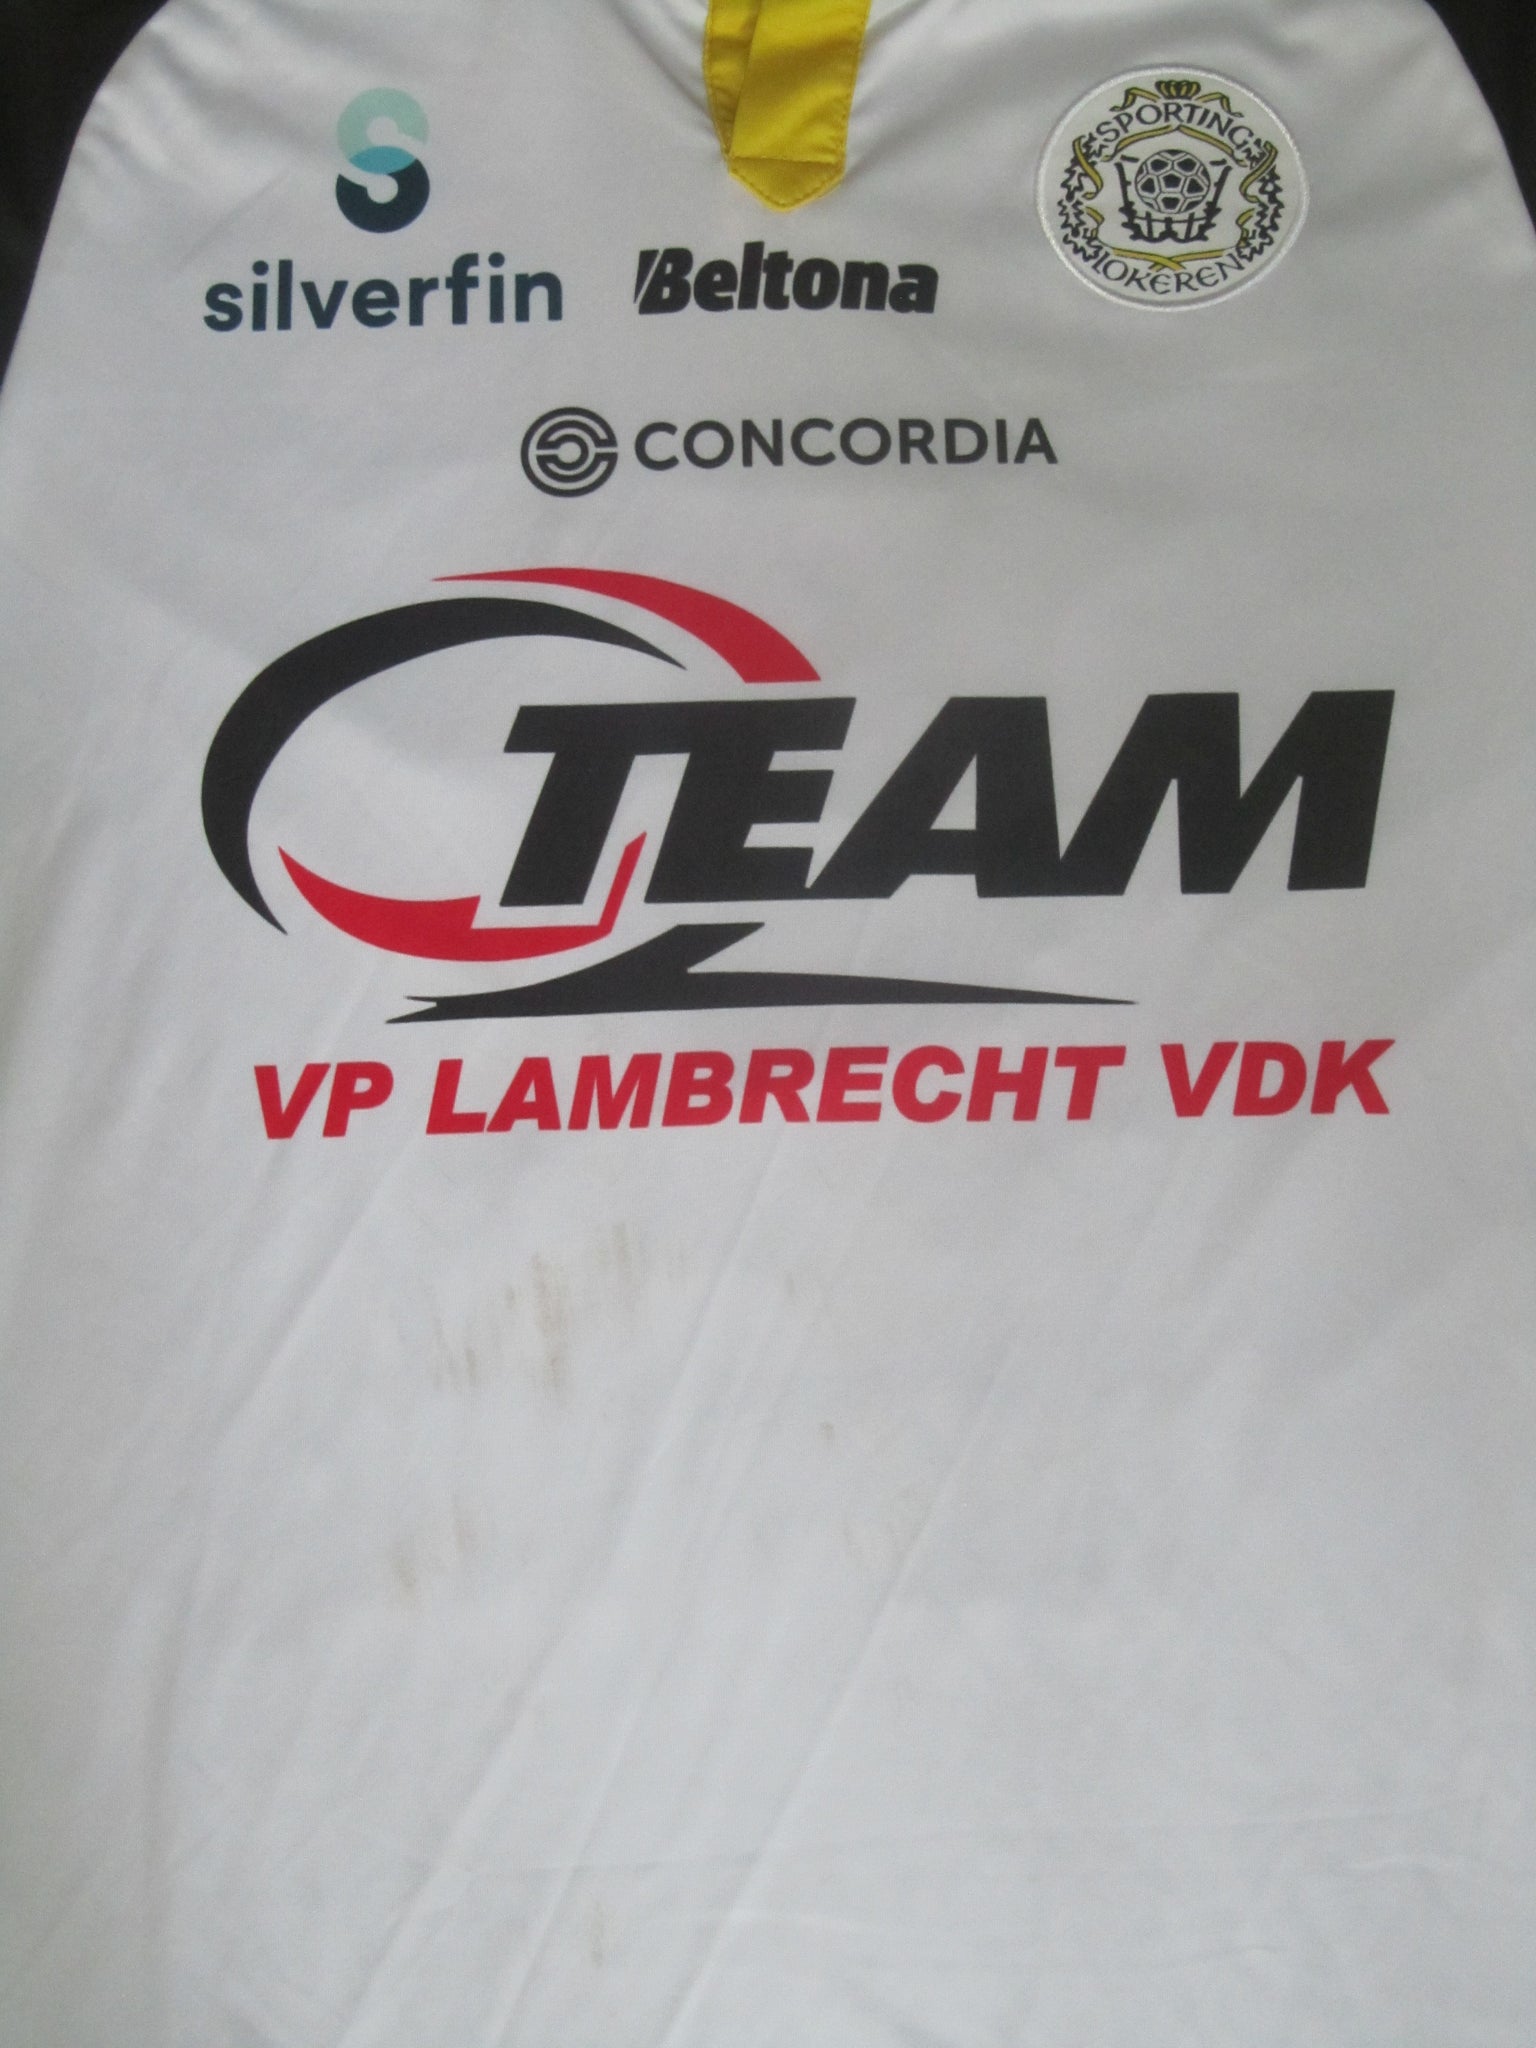 SPORTING
LOKEREN
silverfin
Beltona
CONCORDIA
TEAM
VP LAMBRECHT VDK